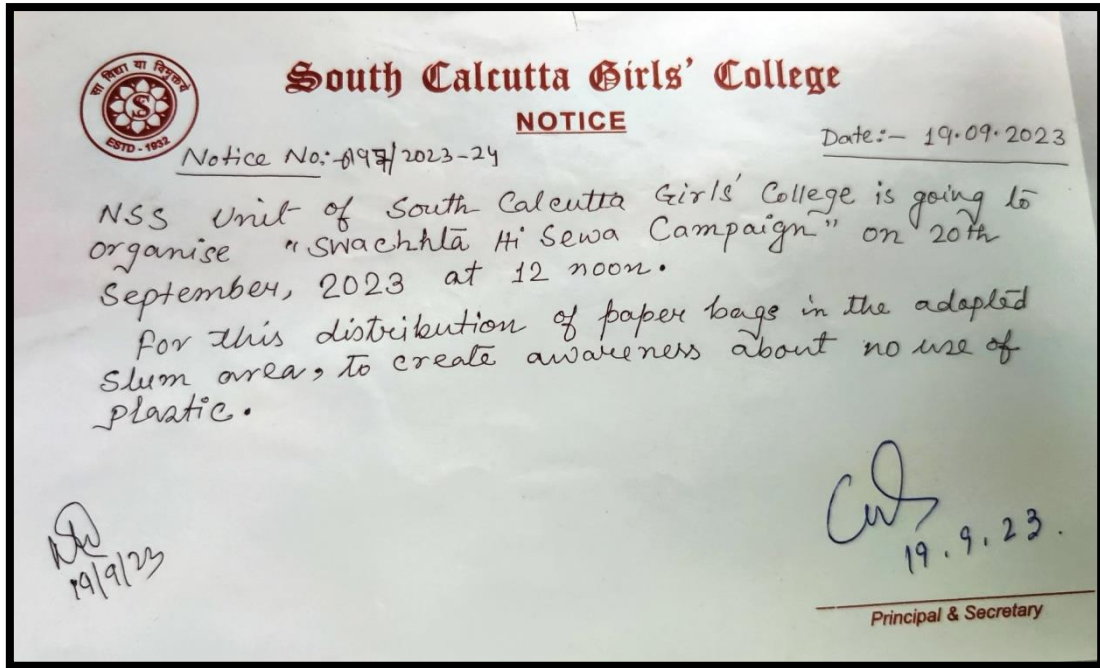 सा विद्या या विमुक्तये
S
ESTD - 1932
South Calcutta Girls' College
NOTICE
Notice No:- /2023-24
Date:- 19.09.2023
NSS Unit of South Calcutta Girls' College is going to
organise "Swachhta Hi Sewa Campaign" on 20th
September, 2023 at 12 noon.
For this distribution of paper bags in the adapted
slum area, to create awareness about no use of
plastic.
19/9/23
19.9.23.
Principal & Secretary